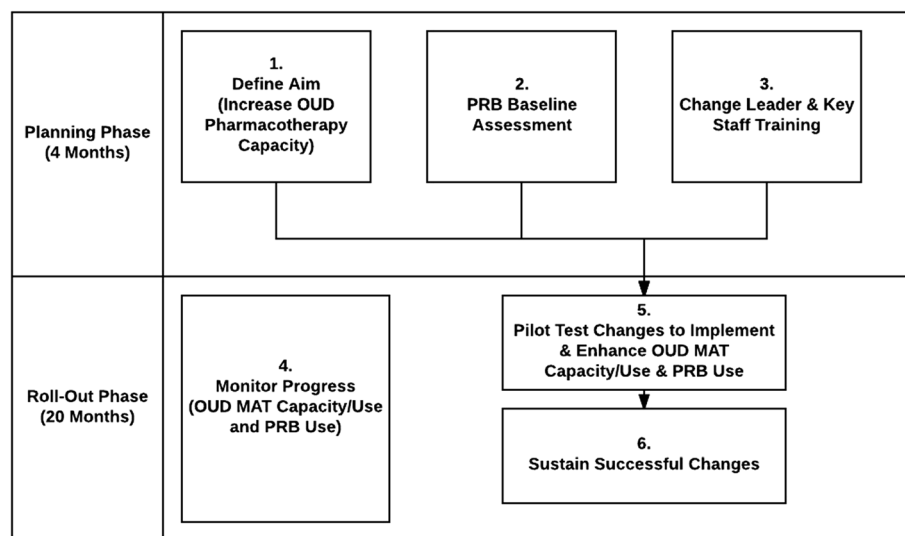 Planning Phase
(4 Months)
1.
Define Aim
(Increase OUD
Pharmacotherapy
Capacity)
2.
PRB Baseline
Assessment
3.
Change Leader & Key
Staff Training
Roll-Out Phase
(20 Months)
4.
Monitor Progress
(OUD MAT Capacity/Use
and PRB Use)
5.
Pilot Test Changes to Implement
& Enhance OUD MAT
Capacity/Use & PRB Use
6.
Sustain Successful Changes